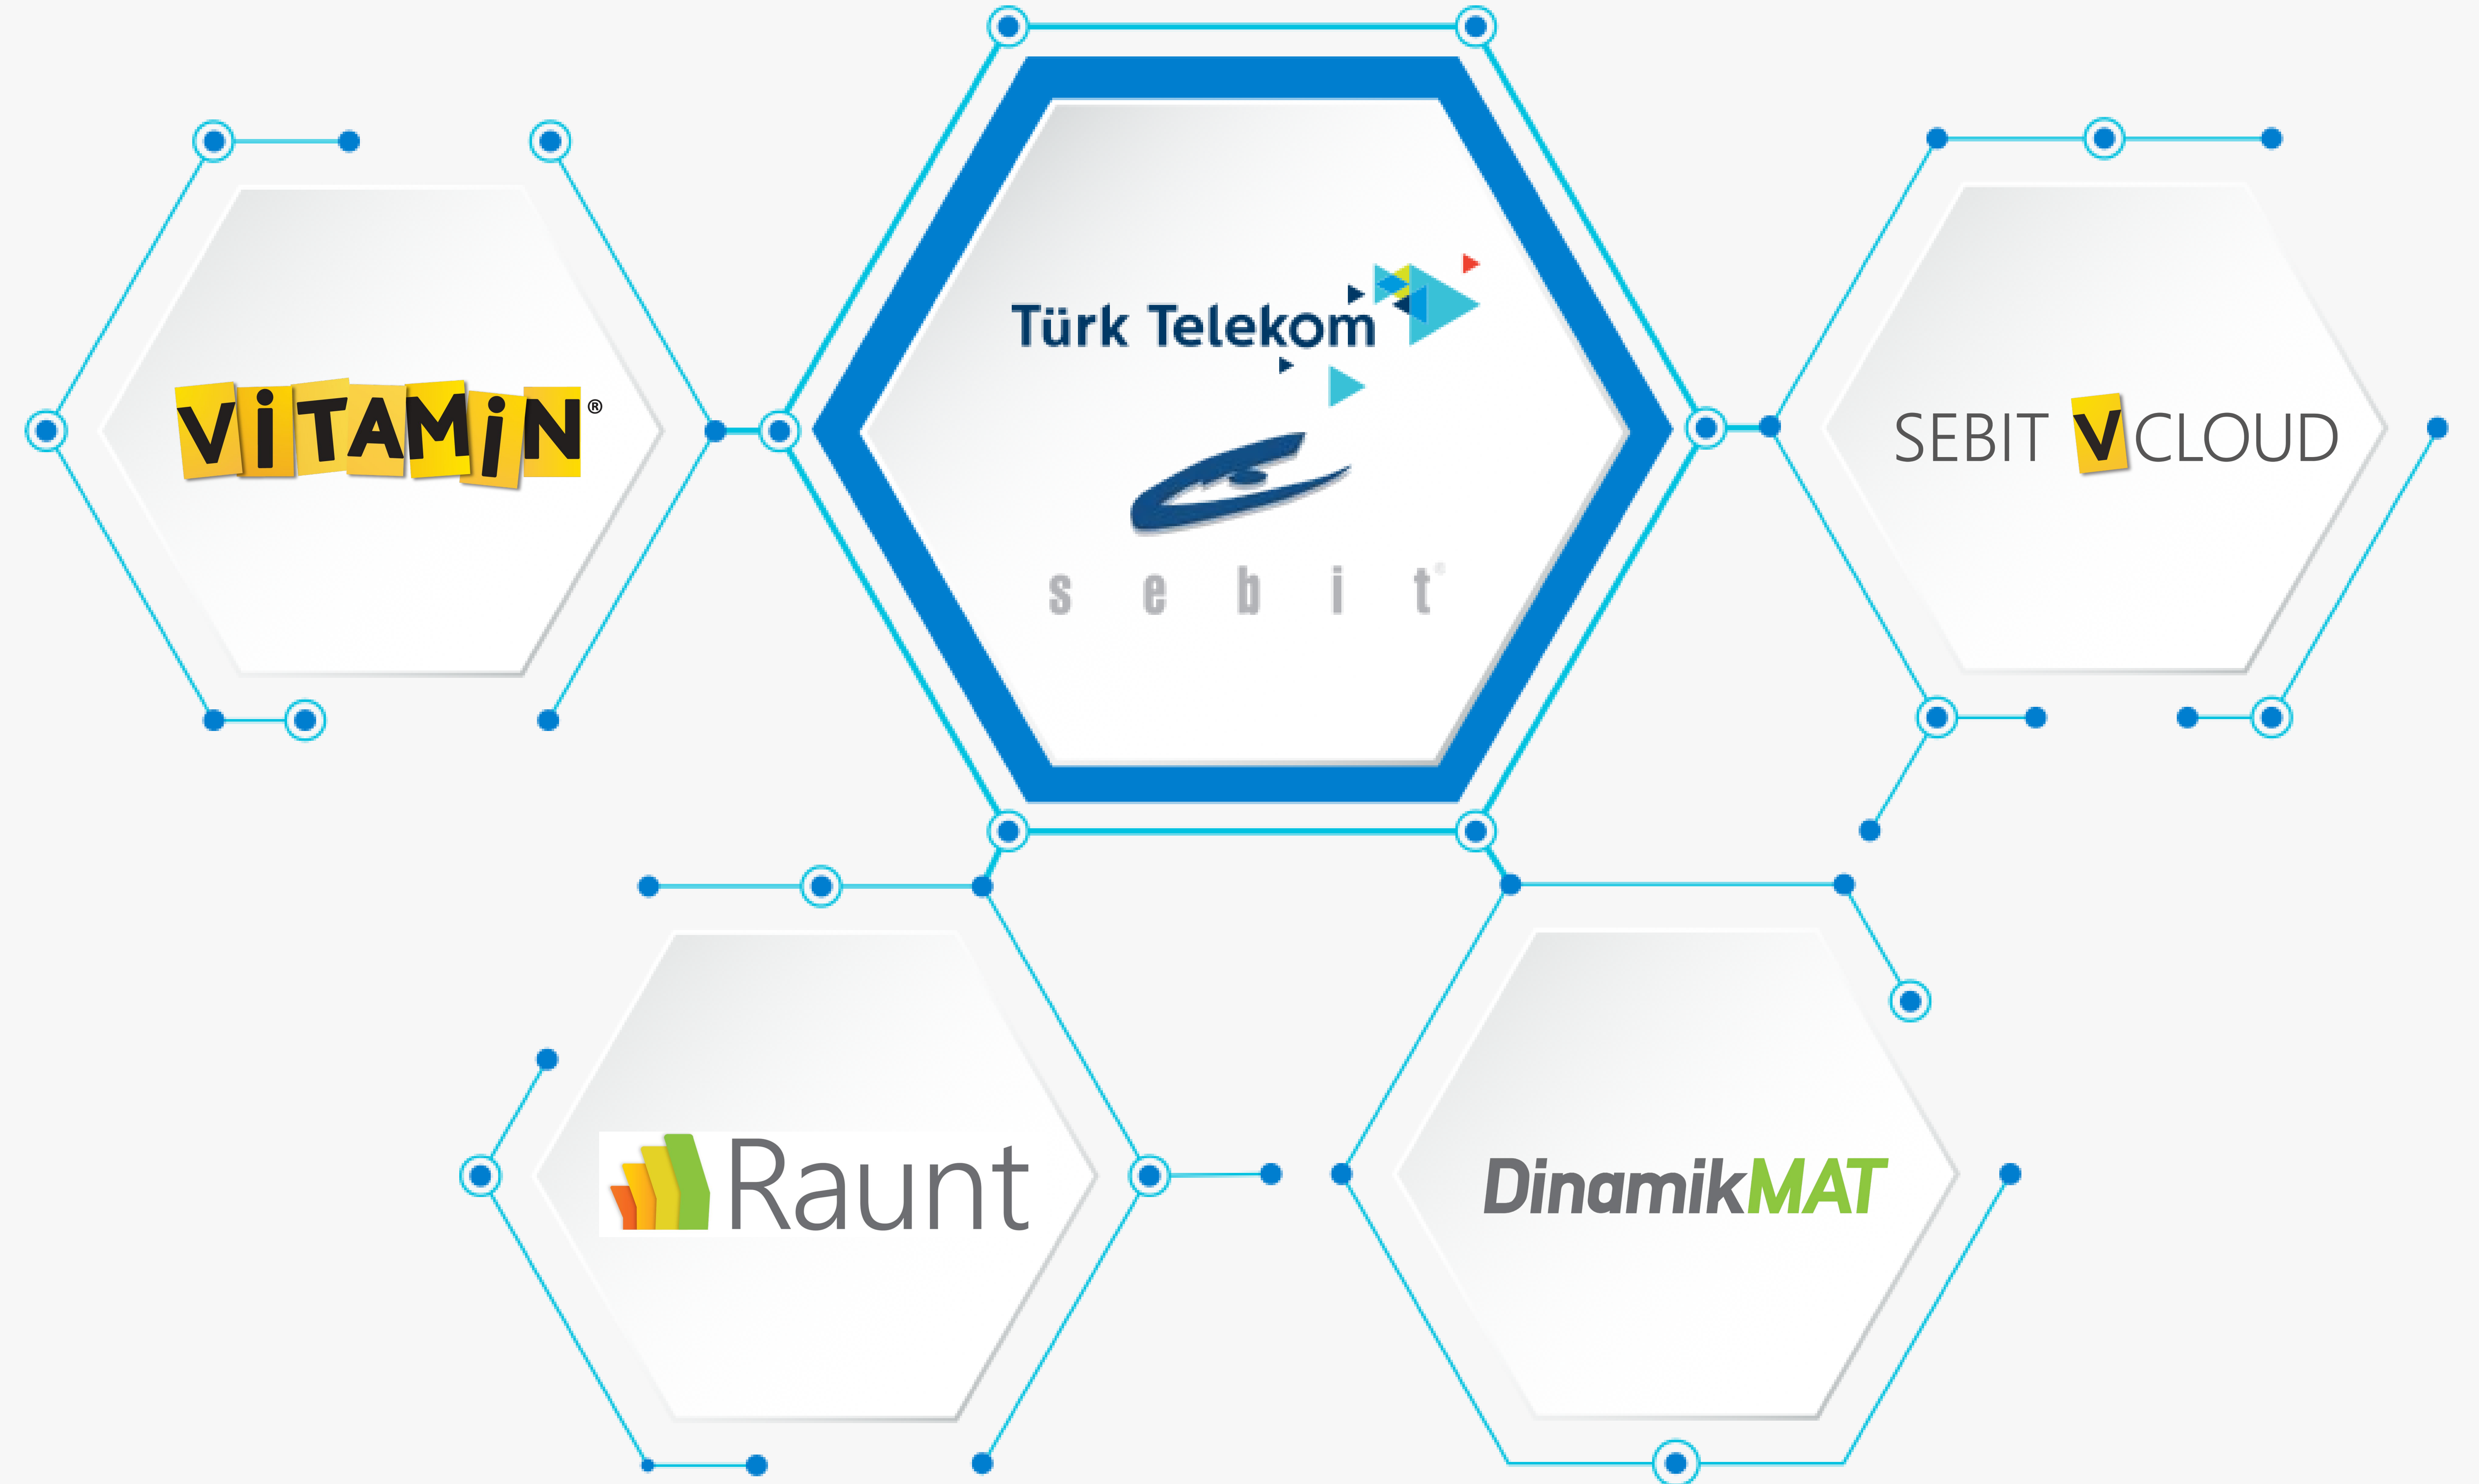 Türk Telekom
sebit®
ViTAMiN®
SEBIT VCLOUD
Raunt
DinamikMAT